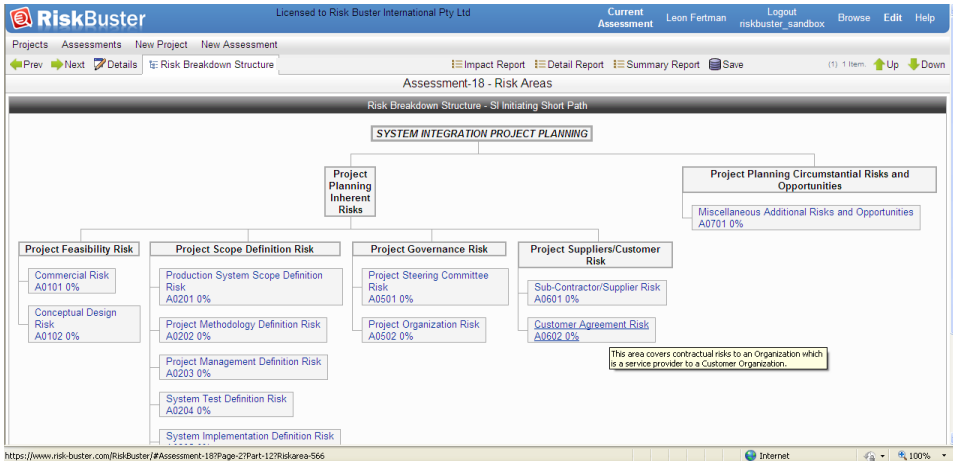 RiskBuster
Licensed to Risk Buster International Pty Ltd
Current Assessment
Leon Fertman
Logout riskbuster_sandbox
Browse
Edit
Help
Projects Assessments New Project New Assessment
Prev Next Details Risk Breakdown Structure Impact Report Detail Report Summary Report Save (1) 1 Item. Up Down
Assessment-18 - Risk Areas
Risk Breakdown Structure - SI Initiating Short Path
SYSTEM INTEGRATION PROJECT PLANNING
Project
Planning
Inherent
Risks
Project Planning Circumstantial Risks and
Opportunities
Miscellaneous Additional Risks and Opportunities
A0701 0%
Project Feasibility Risk
Commercial Risk
A0101 0%
Conceptual Design
Risk
A0102 0%
Project Scope Definition Risk
Production System Scope Definition
Risk
A0201 0%
Project Methodology Definition Risk
A0202 0%
Project Management Definition Risk
A0203 0%
System Test Definition Risk
A0204 0%
System Implementation Definition Risk
Project Governance Risk
Project Steering Committee
Risk
A0501 0%
Project Organization Risk
A0502 0%
Project Suppliers/Customer
Risk
Sub-Contractor/Supplier Risk
A0601 0%
Customer Agreement Risk
A0602 0%
This area covers contractual risks to an Organization which
is a service provider to a Customer Organization.
https://www.risk-buster.com/RiskBuster/#Assessment-18?Page-2?Part-12?Riskarea-566
Internet
100%